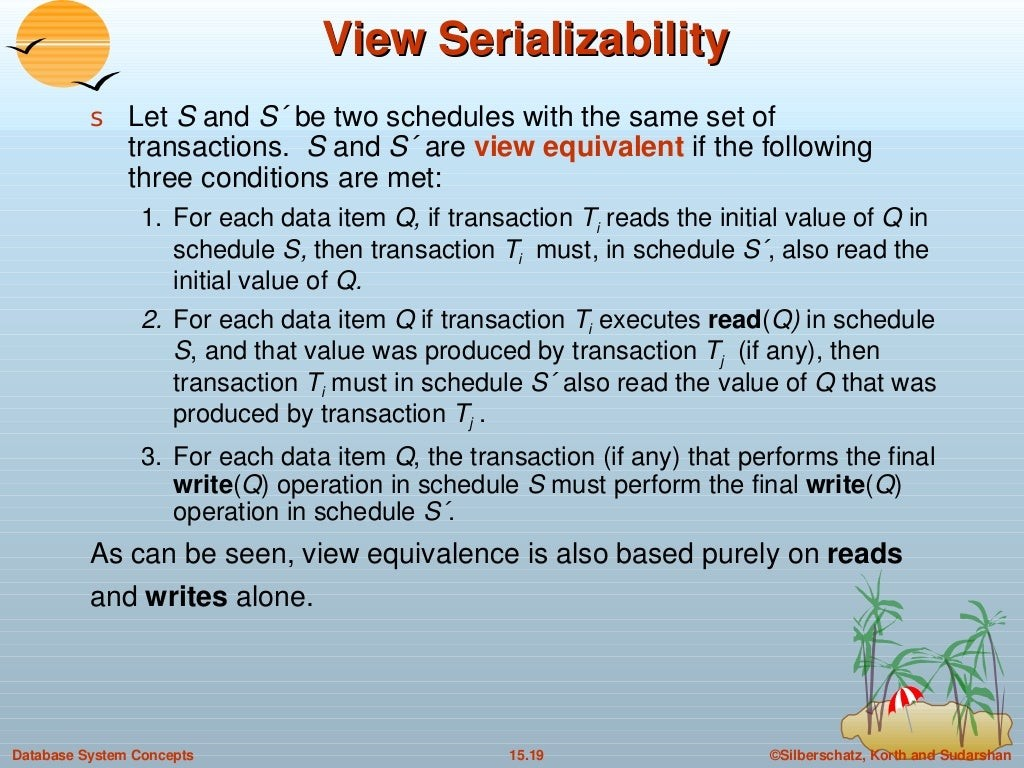 View Serializability
s Let S and S´ be two schedules with the same set of
transactions. S and S´ are view equivalent if the following
three conditions are met:
1. For each data item Q, if transaction Ti reads the initial value of Q in
schedule S, then transaction Ti must, in schedule S´, also read the
initial value of Q.
2. For each data item Q if transaction Ti executes read(Q) in schedule
S, and that value was produced by transaction Tj (if any), then
transaction Ti must in schedule S´ also read the value of Q that was
produced by transaction Tj .
3. For each data item Q, the transaction (if any) that performs the final
write(Q) operation in schedule S must perform the final write(Q)
operation in schedule S´.
As can be seen, view equivalence is also based purely on reads
and writes alone.
Database System Concepts 15.19 ©Silberschatz, Korth and Sudarshan